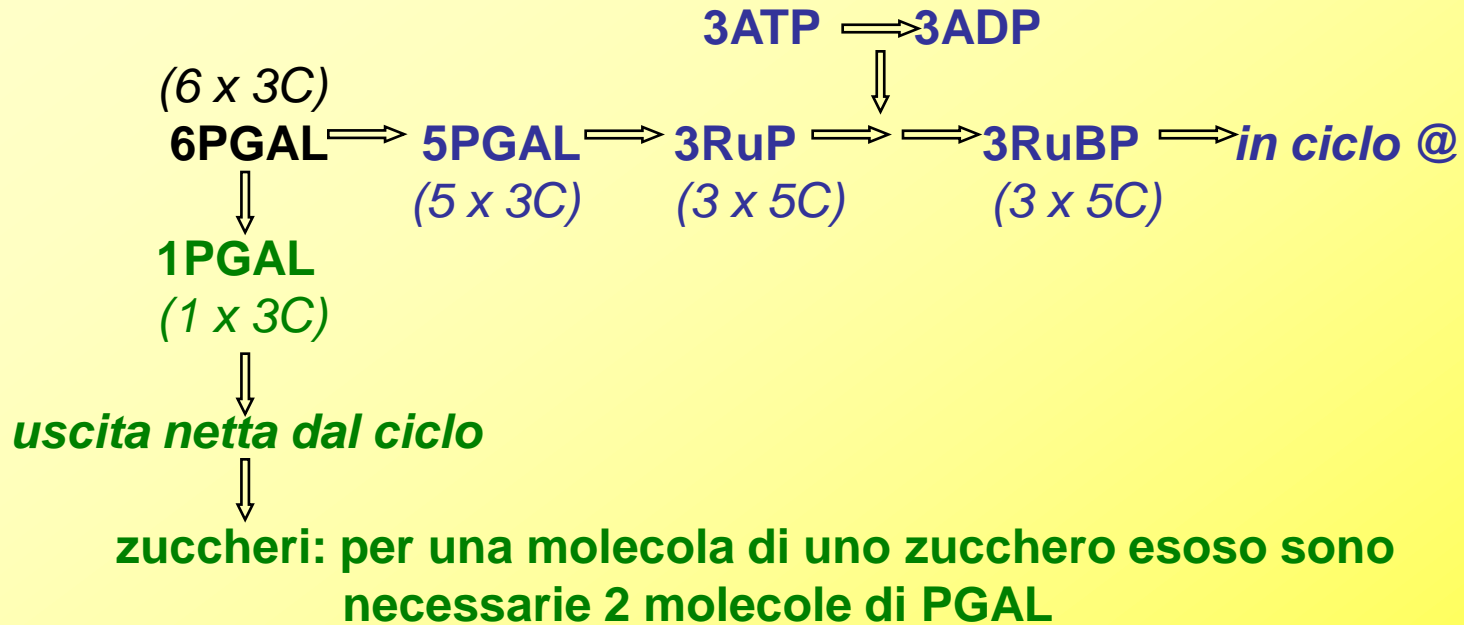 3ATP 3ADP
(6 x 3C)
6PGAL 5PGAL 3RuP 3RuBP in ciclo @
(5 x 3C) (3 x 5C) (3 x 5C)
1PGAL
(1 x 3C)
uscita netta dal ciclo
zuccheri: per una molecola di uno zucchero esoso sono
necessarie 2 molecole di PGAL